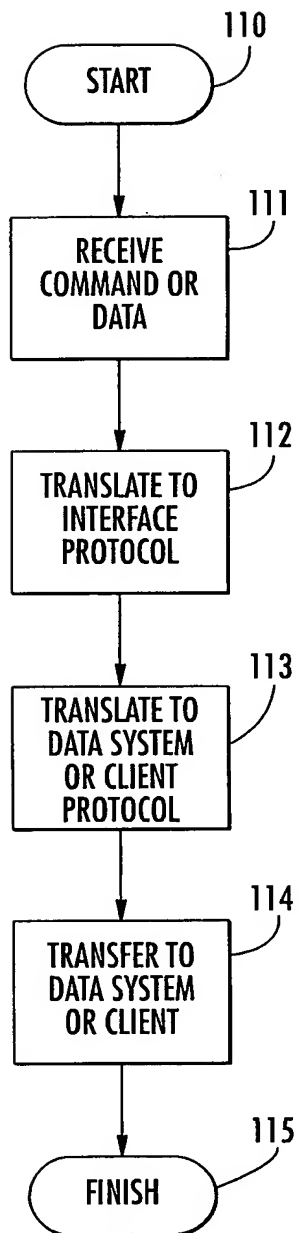 110
START
111
RECEIVE
COMMAND OR
DATA
112
TRANSLATE TO
INTERFACE
PROTOCOL
113
TRANSLATE TO
DATA SYSTEM
OR CLIENT
PROTOCOL
114
TRANSFER TO
DATA SYSTEM
OR CLIENT
115
FINISH